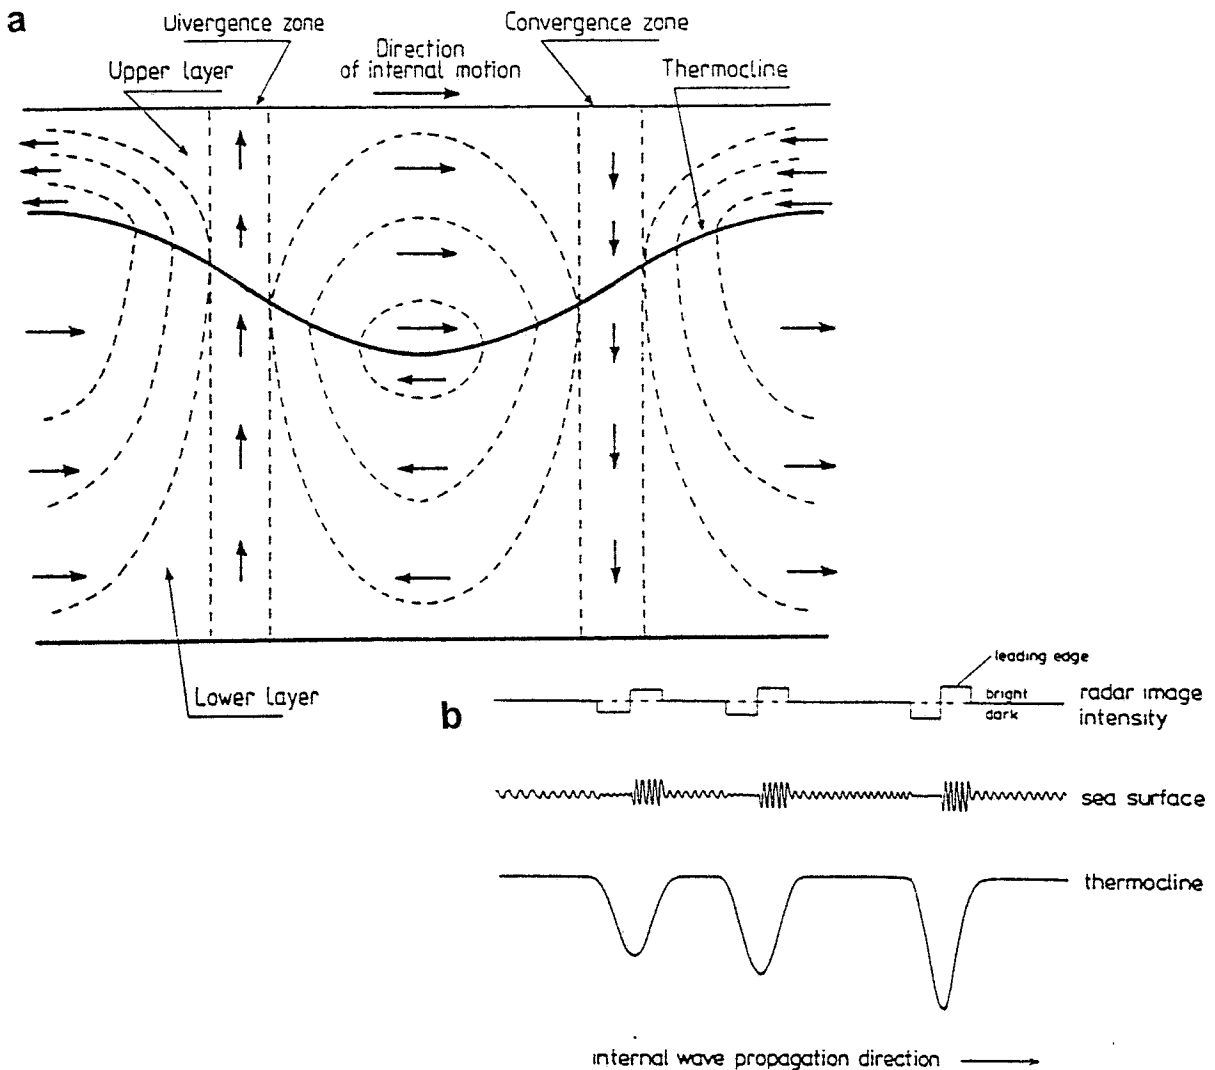 a
Divergence zone
Convergence zone
Direction
of internal motion
Upper layer
Thermocline
Lower layer
b
leading edge
bright
dark
radar image
intensity
sea surface
thermocline
internal wave propagation direction